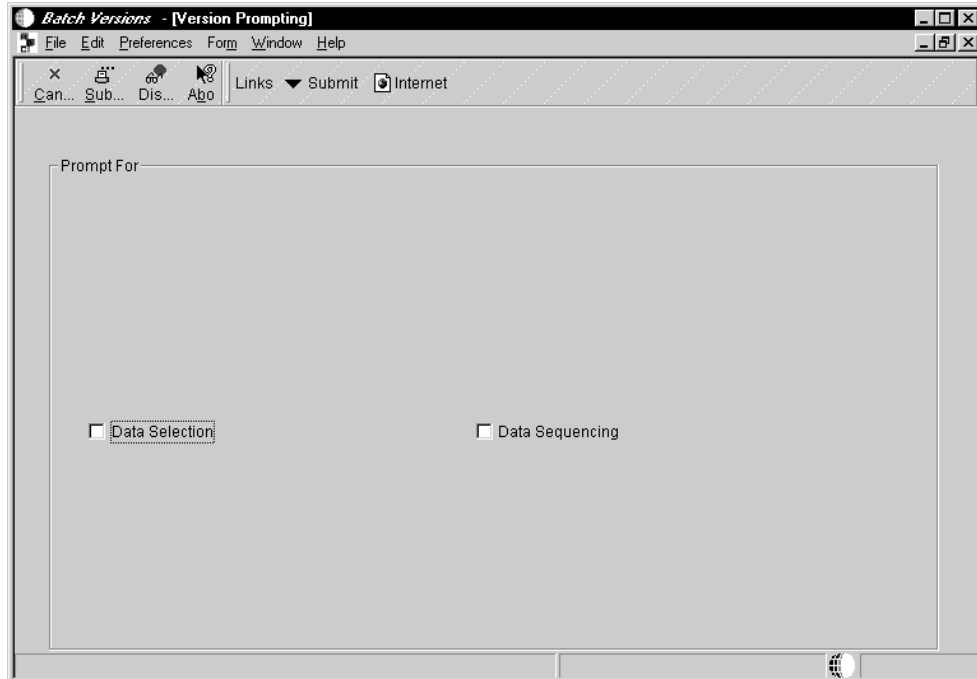 Batch Versions - [Version Prompting]
File Edit Preferences Form Window Help
Can... Sub... Dis... Abo Links Submit Internet
Prompt For
Data Selection Data Sequencing